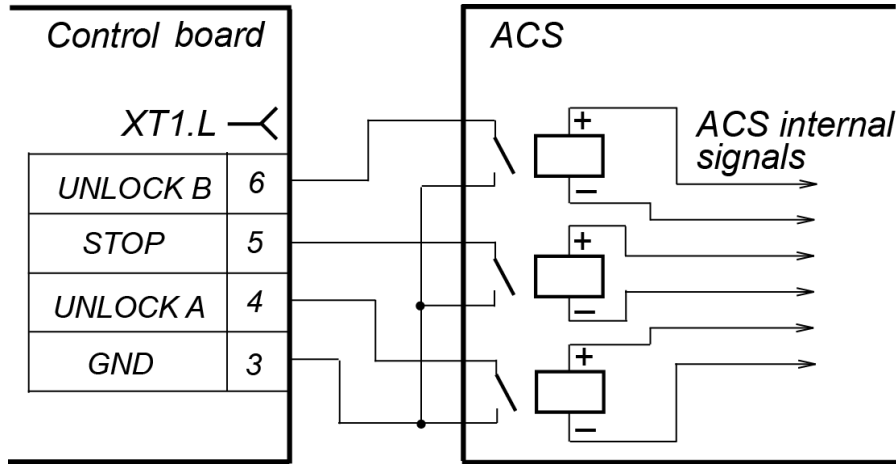 Control board
ACS
XT1.L
ACS internal
signals
UNLOCK B 6
STOP 5
UNLOCK A 4
GND 3
+
−
+
−
+
−